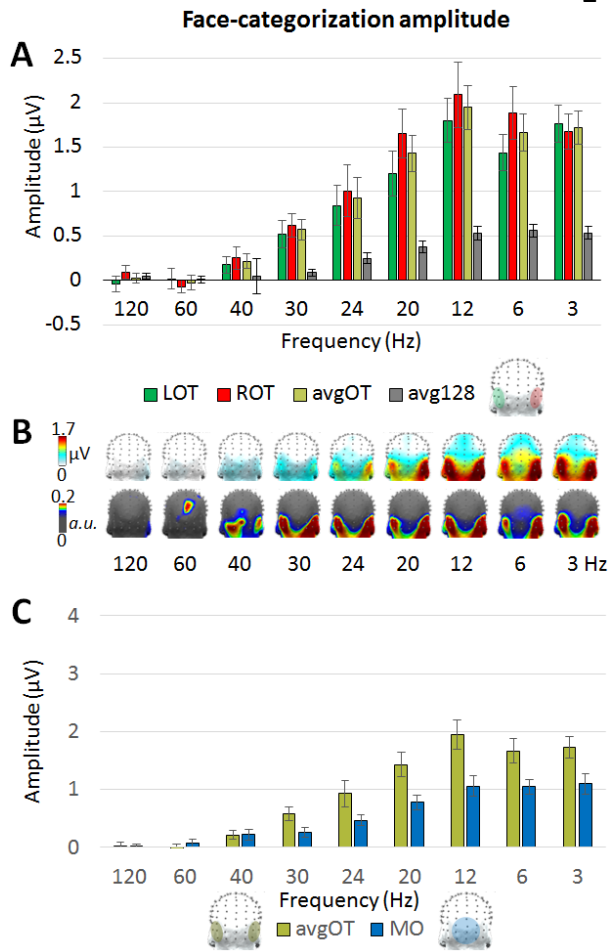 Face-categorization amplitude
A
2.5
2
1.5
1
0.5
0
-0.5
Amplitude (µV)
120 60 40 30 24 20 12 6 3
Frequency (Hz)
LOT ROT avgOT avg128
B
1.7
µV
0
0.2
a.u.
0
120 60 40 30 24 20 12 6 3 Hz
C
4
3
2
1
0
Amplitude (µV)
120 60 40 30 24 20 12 6 3
Frequency (Hz)
avgOT MO